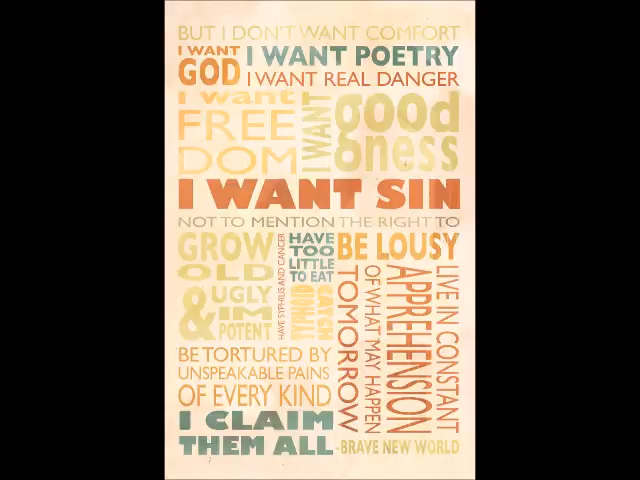 BUT I DON'T WANT COMFORT
I WANT
GOD
I WANT POETRY
I WANT REAL DANGER
I want
FREE
DOM
I WANT
good
gness
I WANT SIN
NOT TO MENTION THE RIGHT TO
GROW
OLD
& UGLY
IM
POTENT
HAVE SYPHILIS AND CANCER
HAVE
TOO
LITTLE
TO EAT
CATCH
TYPHOID
BE LOUSY
LIVE IN CONSTANT
APPREHENSION
OF WHAT MAY HAPPEN
TOMORROW
BE TORTURED BY
UNSPEAKABLE PAINS
OF EVERY KIND
I CLAIM
THEM ALL
-BRAVE NEW WORLD